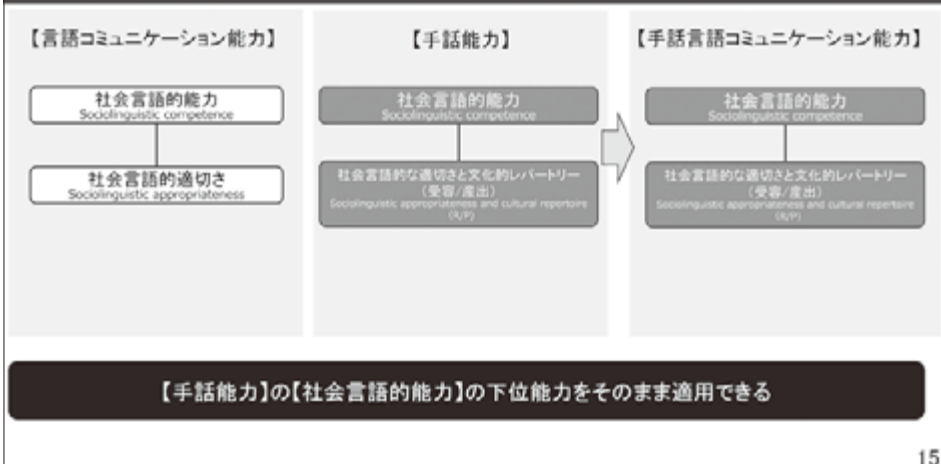 【言語コミュニケーション能力】
社会言語的能力
Sociolinguistic competence
社会言語的適切さ
Sociolinguistic appropriateness
【手話能力】
社会言語的能力
Sociolinguistic competence
社会言語的な適切さと文化的レパートリー
（受容/産出）
Sociolinguistic appropriateness and cultural repertoire
(R/P)
【手話言語コミュニケーション能力】
社会言語的能力
Sociolinguistic competence
社会言語的な適切さと文化的レパートリー
（受容/産出）
Sociolinguistic appropriateness and cultural repertoire
(R/P)
【手話能力】の【社会言語的能力】の下位能力をそのまま適用できる
15